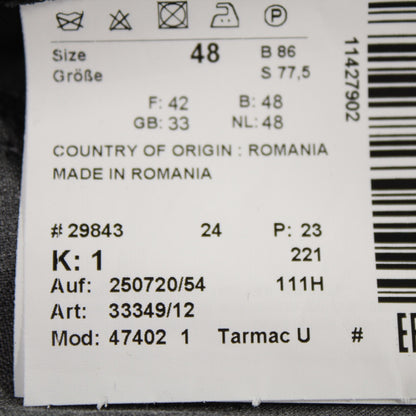 Size 48 B 86
Größe S 77,5
F: 42 B: 48
GB: 33 NL: 48
COUNTRY OF ORIGIN : ROMANIA
MADE IN ROMANIA
# 29843 24 P: 23
K: 1 221
Auf: 250720/54 111H
Art: 33349/12
Mod: 47402 1 Tarmac U #
11427902